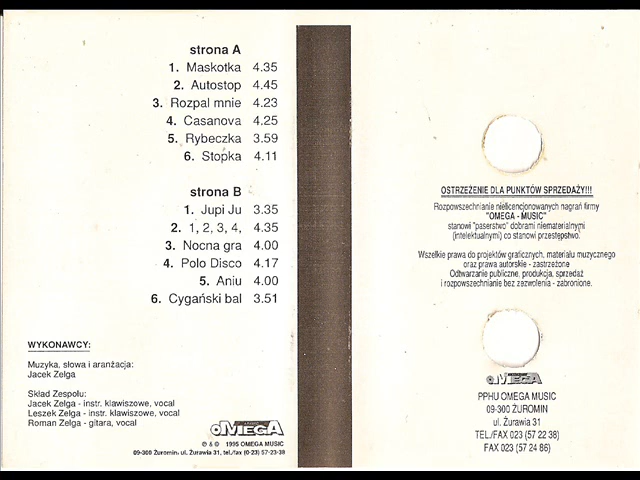 strona A
1. Maskotka 4.35
2. Autostop 4.45
3. Rozpal mnie 4.23
4. Casanova 4.25
5. Rybeczka 3.59
6. Stopka 4.11
strona B
1. Jupi Ju 3.35
2. 1, 2, 3, 4, 4.35
3. Nocna gra 4.00
4. Polo Disco 4.17
5. Aniu 4.00
6. Cygański bal 3.51
WYKONAWCY:
Muzyka, słowa i aranżacja:
Jacek Zelga
Skład Zespołu:
Jacek Zelga - instr. klawiszowe, vocal
Leszek Zelga - instr. klawiszowe, vocal
Roman Zelga - gitara, vocal
OMEGA
℗ & © 1995 OMEGA MUSIC
09-300 Żuromin, ul. Żurawia 31, tel./fax (0-23) 57-23-38
OSTRZEŻENIE DLA PUNKTÓW SPRZEDAŻY!!!
Rozpowszechnianie nielicencjonowanych nagrań firmy
"OMEGA - MUSIC"
stanowi "paserstwo" dobrami niematerialnymi
(intelektualnymi) co stanowi przestępstwo.
Wszelkie prawa do projektów graficznych, materiału muzycznego
oraz prawa autorskie - zastrzeżone
Odtwarzanie publiczne, produkcja, sprzedaż
i rozpowszechnianie bez zezwolenia - zabronione.
OMEGA
PPHU OMEGA MUSIC
09-300 ŻUROMIN
ul. Żurawia 31
TEL./FAX 023 (57 22 38)
FAX 023 (57 24 86)